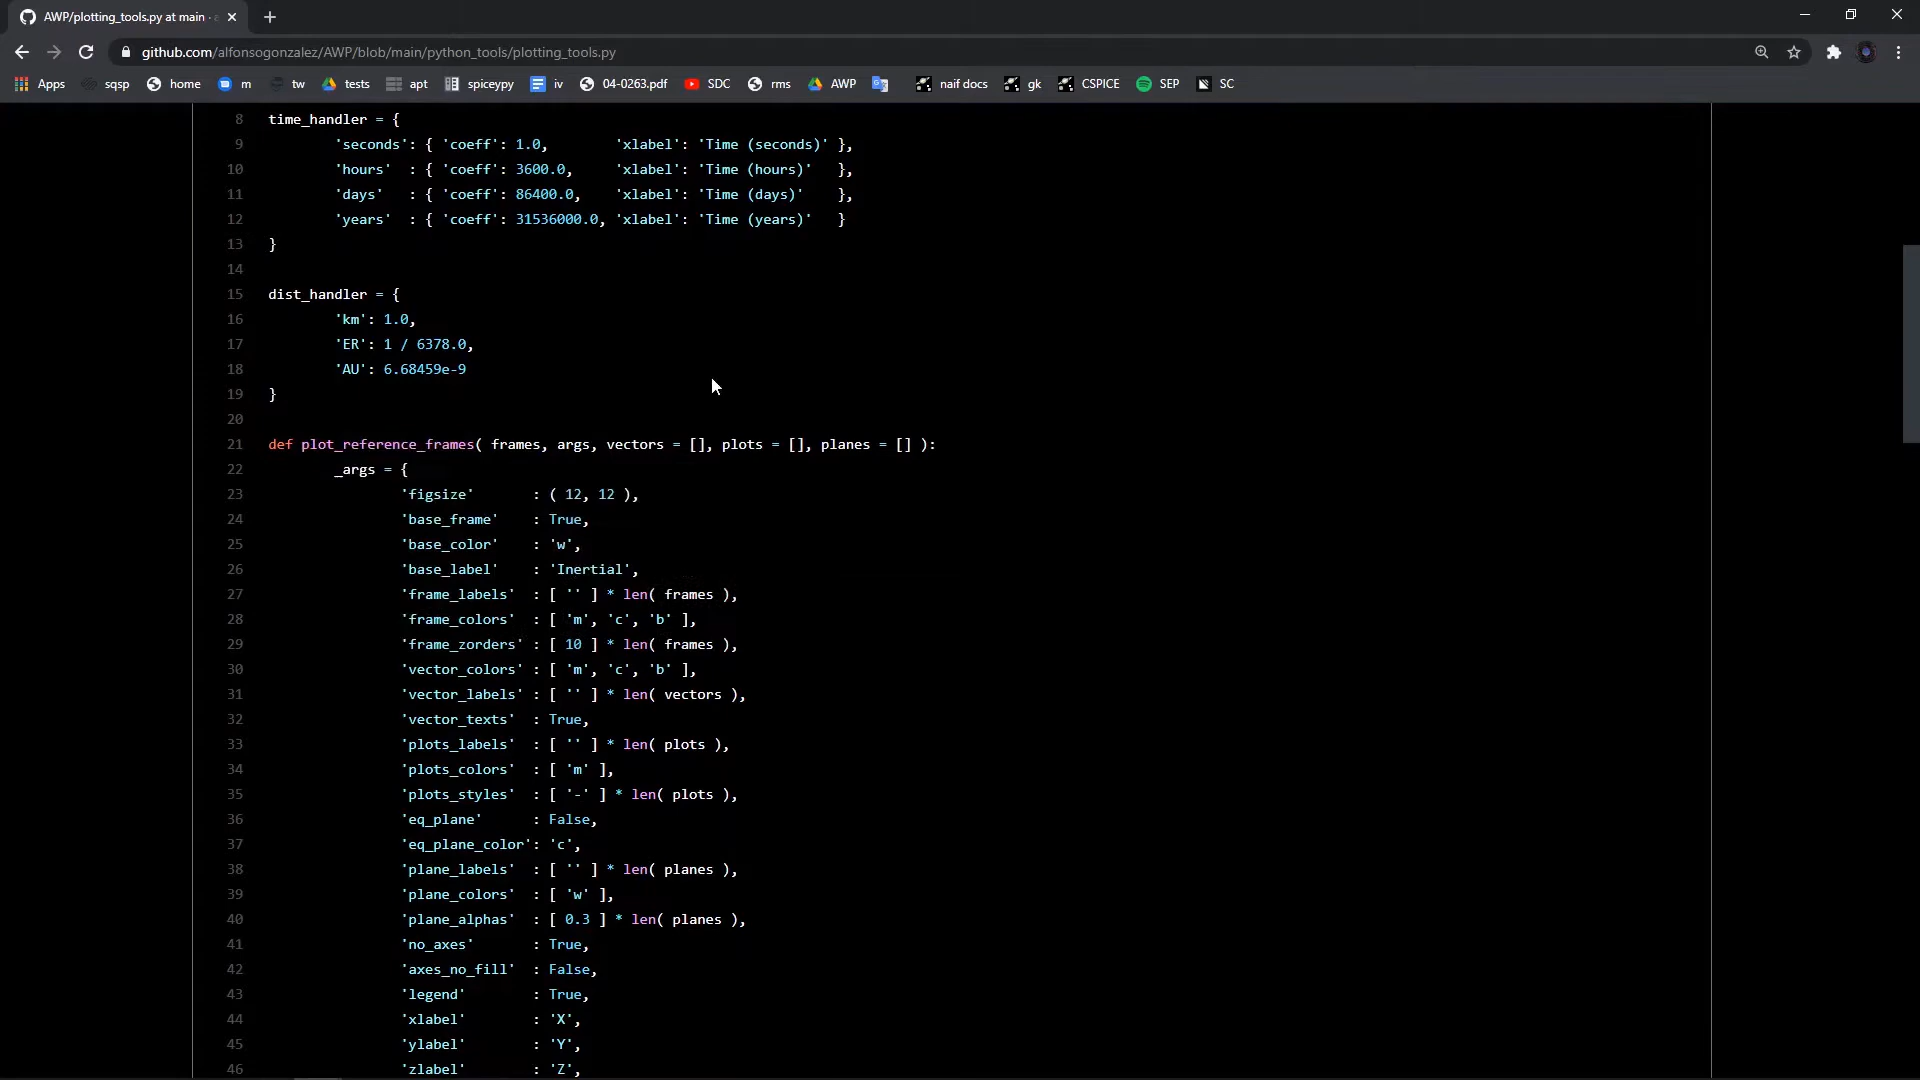 AWP/plotting_tools.py at main ·
github.com/alfonsogonzalez/AWP/blob/main/python_tools/plotting_tools.py
Apps sqsp home m tw tests apt spiceypy iv 04-0263.pdf SDC rms AWP naif docs gk CSPICE SEP SC
8 time_handler = {
9 'seconds': { 'coeff': 1.0, 'xlabel': 'Time (seconds)' },
10 'hours' : { 'coeff': 3600.0, 'xlabel': 'Time (hours)' },
11 'days' : { 'coeff': 86400.0, 'xlabel': 'Time (days)' },
12 'years' : { 'coeff': 31536000.0, 'xlabel': 'Time (years)' }
13 }
14
15 dist_handler = {
16 'km': 1.0,
17 'ER': 1 / 6378.0,
18 'AU': 6.68459e-9
19 }
20
21 def plot_reference_frames( frames, args, vectors = [], plots = [], planes = [] ):
22 _args = {
23 'figsize' : ( 12, 12 ),
24 'base_frame' : True,
25 'base_color' : 'w',
26 'base_label' : 'Inertial',
27 'frame_labels' : [ '' ] * len( frames ),
28 'frame_colors' : [ 'm', 'c', 'b' ],
29 'frame_zorders' : [ 10 ] * len( frames ),
30 'vector_colors' : [ 'm', 'c', 'b' ],
31 'vector_labels' : [ '' ] * len( vectors ),
32 'vector_texts' : True,
33 'plots_labels' : [ '' ] * len( plots ),
34 'plots_colors' : [ 'm' ],
35 'plots_styles' : [ '-' ] * len( plots ),
36 'eq_plane' : False,
37 'eq_plane_color': 'c',
38 'plane_labels' : [ '' ] * len( planes ),
39 'plane_colors' : [ 'w' ],
40 'plane_alphas' : [ 0.3 ] * len( planes ),
41 'no_axes' : True,
42 'axes_no_fill' : False,
43 'legend' : True,
44 'xlabel' : 'X',
45 'ylabel' : 'Y',
46 'zlabel' : 'Z',